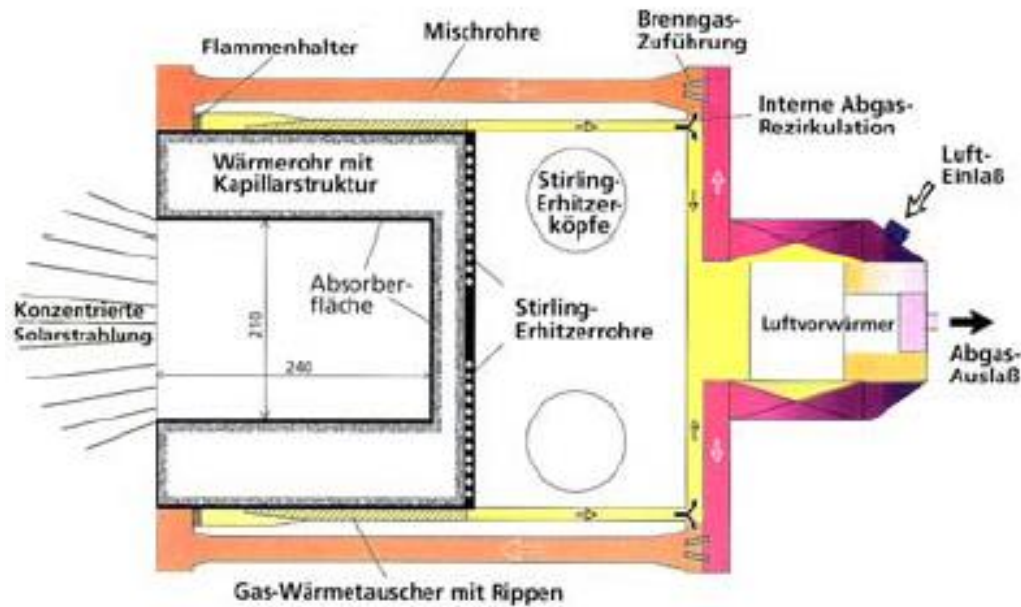 Flammenhalter
Mischrohre
Brenngas-
Zuführung
Interne Abgas-
Rezirkulation
Luft-
Einlaß
Wärmerohr mit
Kapillarstruktur
Stirling-
Erhitzer-
köpfe
Absorber-
fläche
Konzentrierte
Solarstrahlung
210
240
Stirling-
Erhitzerrohre
Luftvorwärmer
Abgas-
Auslaß
Gas-Wärmetauscher mit Rippen